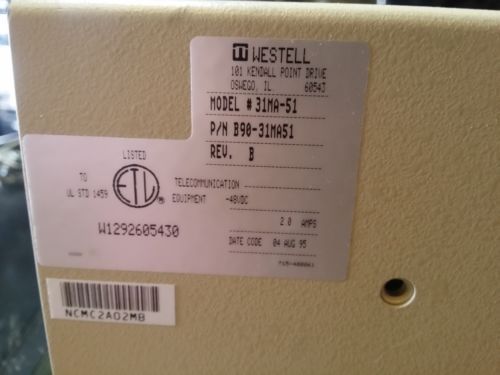 WESTELL
101 KENDALL POINT DRIVE
OSWEGO, IL. 60543
MODEL # 31MA-51
P/N B90-31MA51
REV. B
LISTED
TO
UL STD 1459
ETL
®
TELECOMMUNICATION
EQUIPMENT -48VDC
2.0 AMPS
W1292605430
DATE CODE 04 AUG 95
NCMC2A02MB